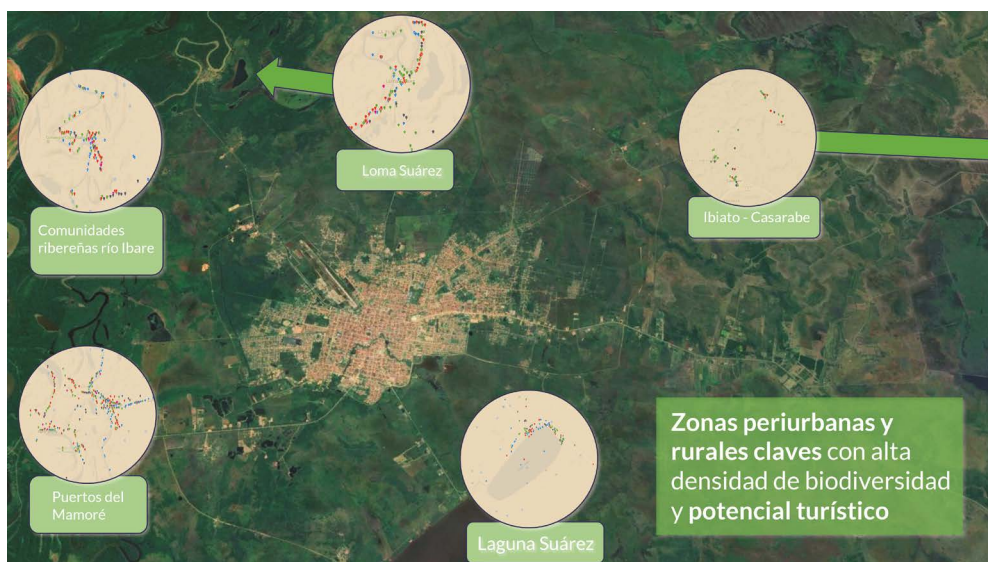 Loma Suárez
Ibiato - Casarabe
Comunidades
ribereñas río Ibare
Puertos del
Mamoré
Laguna Suárez
Zonas periurbanas y
rurales claves con alta
densidad de biodiversidad
y potencial turístico